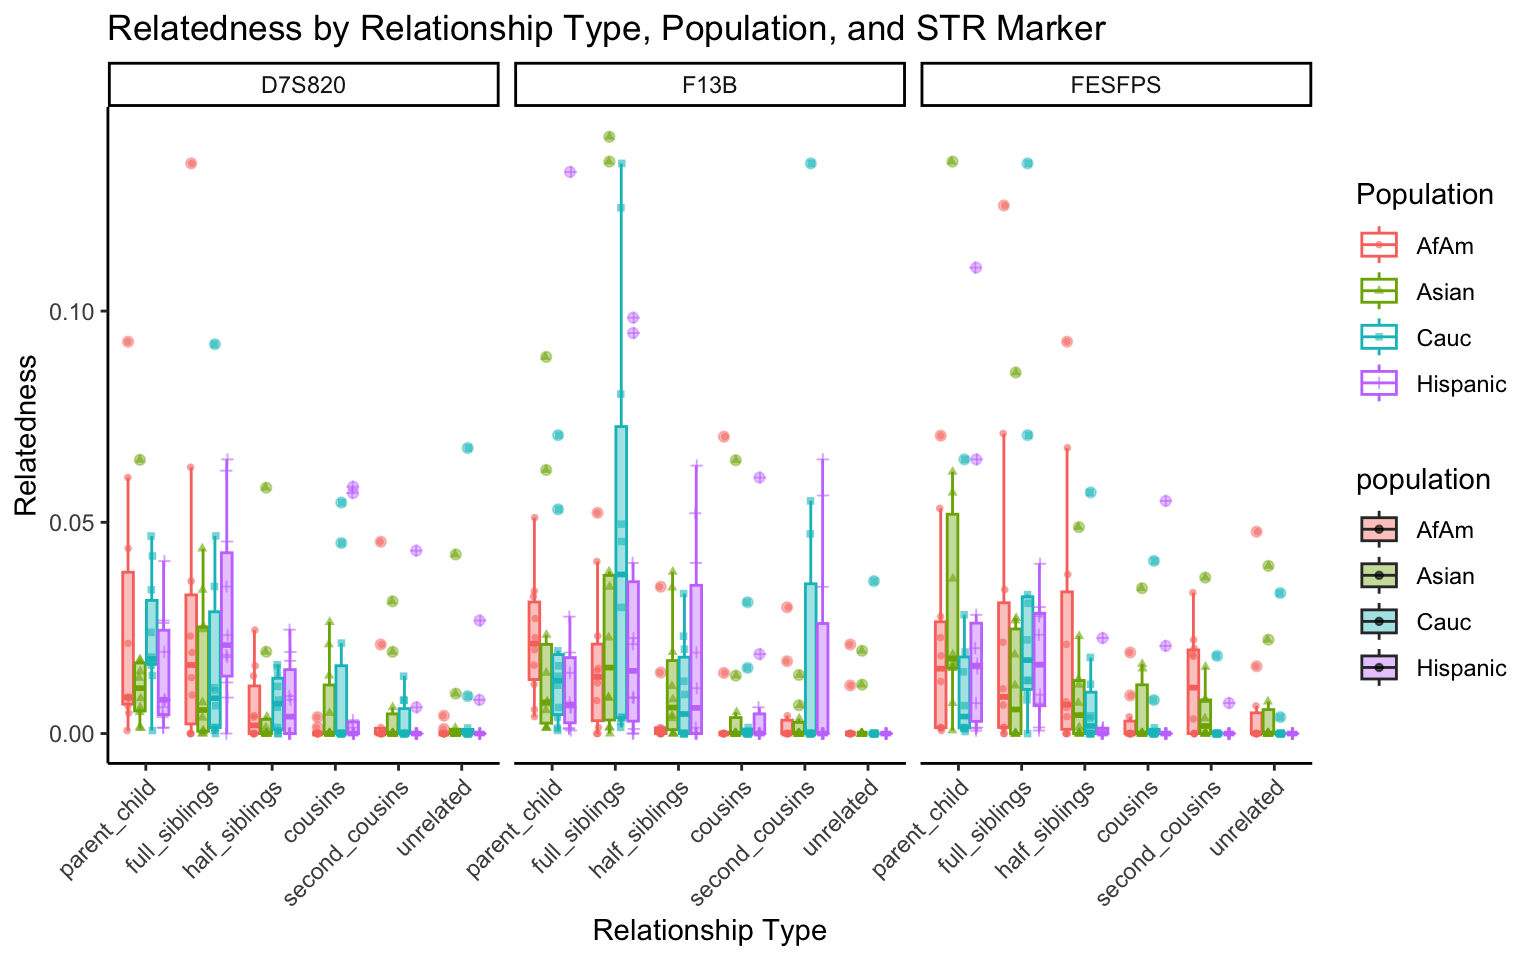 Relatedness by Relationship Type, Population, and STR Marker
D7S820
F13B
FESFPS
Relatedness
0.10
0.05
0.00
parent_child
full_siblings
half_siblings
cousins
second_cousins
unrelated
parent_child
full_siblings
half_siblings
cousins
second_cousins
unrelated
parent_child
full_siblings
half_siblings
cousins
second_cousins
unrelated
Relationship Type
Population
AfAm
Asian
Cauc
Hispanic
population
AfAm
Asian
Cauc
Hispanic